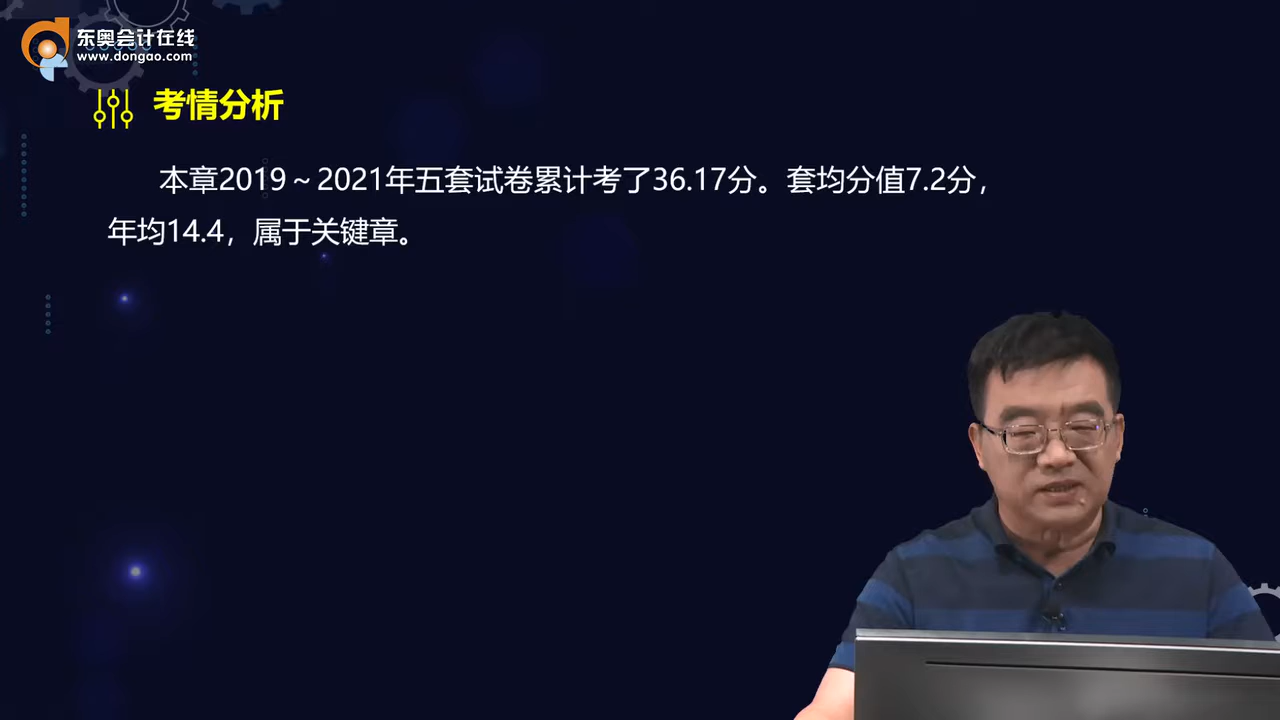 东奥会计在线
www.dongao.com
考情分析
本章2019～2021年五套试卷累计考了36.17分。套均分值7.2分，
年均14.4，属于关键章。